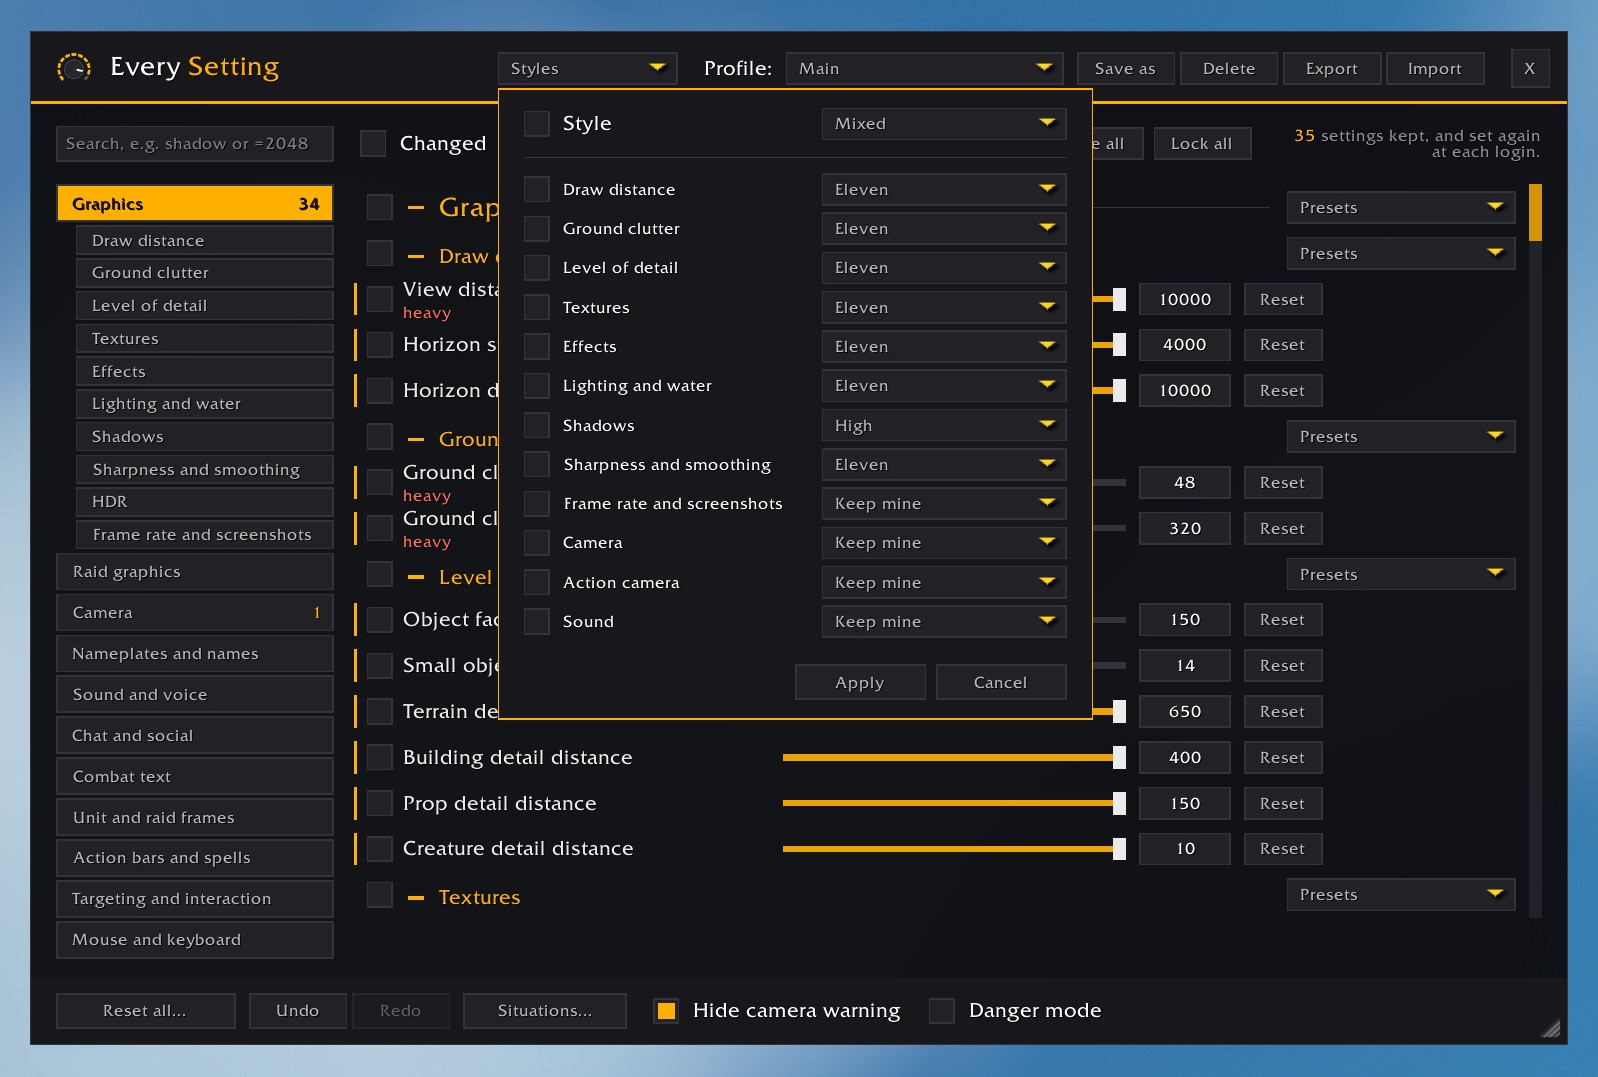 Every Setting
Styles
Profile:
Main
Save as
Delete
Export
Import
X
Search, e.g. shadow or =2048
Changed
all
Lock all
35 settings kept, and set again
at each login.
Style
Mixed
Draw distance
Eleven
Ground clutter
Eleven
Level of detail
Eleven
Textures
Eleven
Effects
Eleven
Lighting and water
Eleven
Shadows
High
Sharpness and smoothing
Eleven
Frame rate and screenshots
Keep mine
Camera
Keep mine
Action camera
Keep mine
Sound
Keep mine
Apply
Cancel
Graphics 34
Draw distance
Ground clutter
Level of detail
Textures
Effects
Lighting and water
Shadows
Sharpness and smoothing
HDR
Frame rate and screenshots
Raid graphics
Camera 1
Nameplates and names
Sound and voice
Chat and social
Combat text
Unit and raid frames
Action bars and spells
Targeting and interaction
Mouse and keyboard
Presets
Draw
Presets
View
heavy
10000 Reset
Horizon
4000 Reset
Horizon
10000 Reset
Presets
Ground
heavy
48 Reset
Ground
heavy
320 Reset
Level
Presets
Object
150 Reset
Small
14 Reset
Terrain
650 Reset
Building detail distance
400 Reset
Prop detail distance
150 Reset
Creature detail distance
10 Reset
Textures
Presets
Reset all...
Undo
Redo
Situations...
Hide camera warning
Danger mode